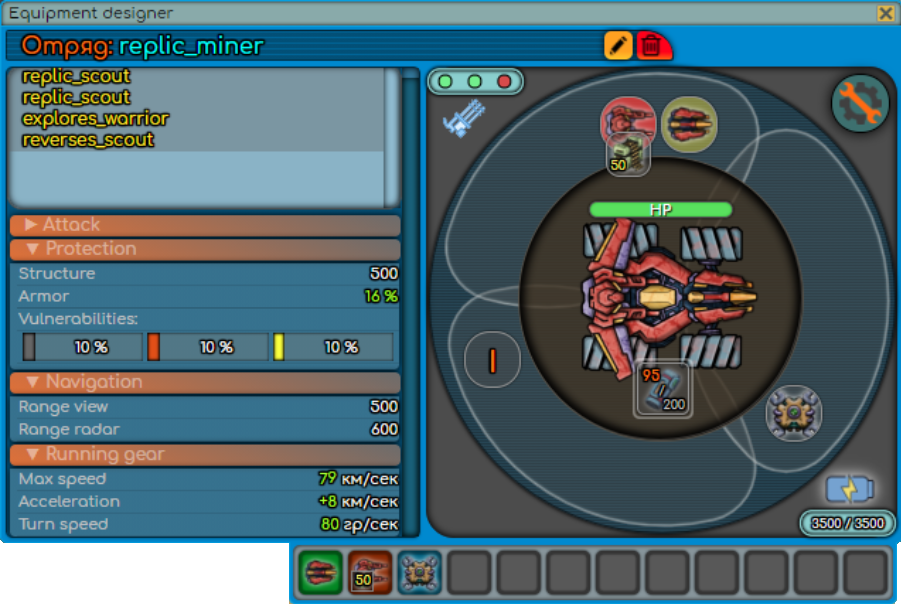 Equipment designer
Отряд: replic_miner
replic_scout
replic_scout
explores_warrior
reverses_scout
Attack
Protection
Structure 500
Armor 16 %
Vulnerabilities:
10 % 10 % 10 %
Navigation
Range view 500
Range radar 600
Running gear
Max speed 79 км/сек
Acceleration +8 км/сек
Turn speed 80 гр/сек
50
HP
95
200
3500 / 3500
50